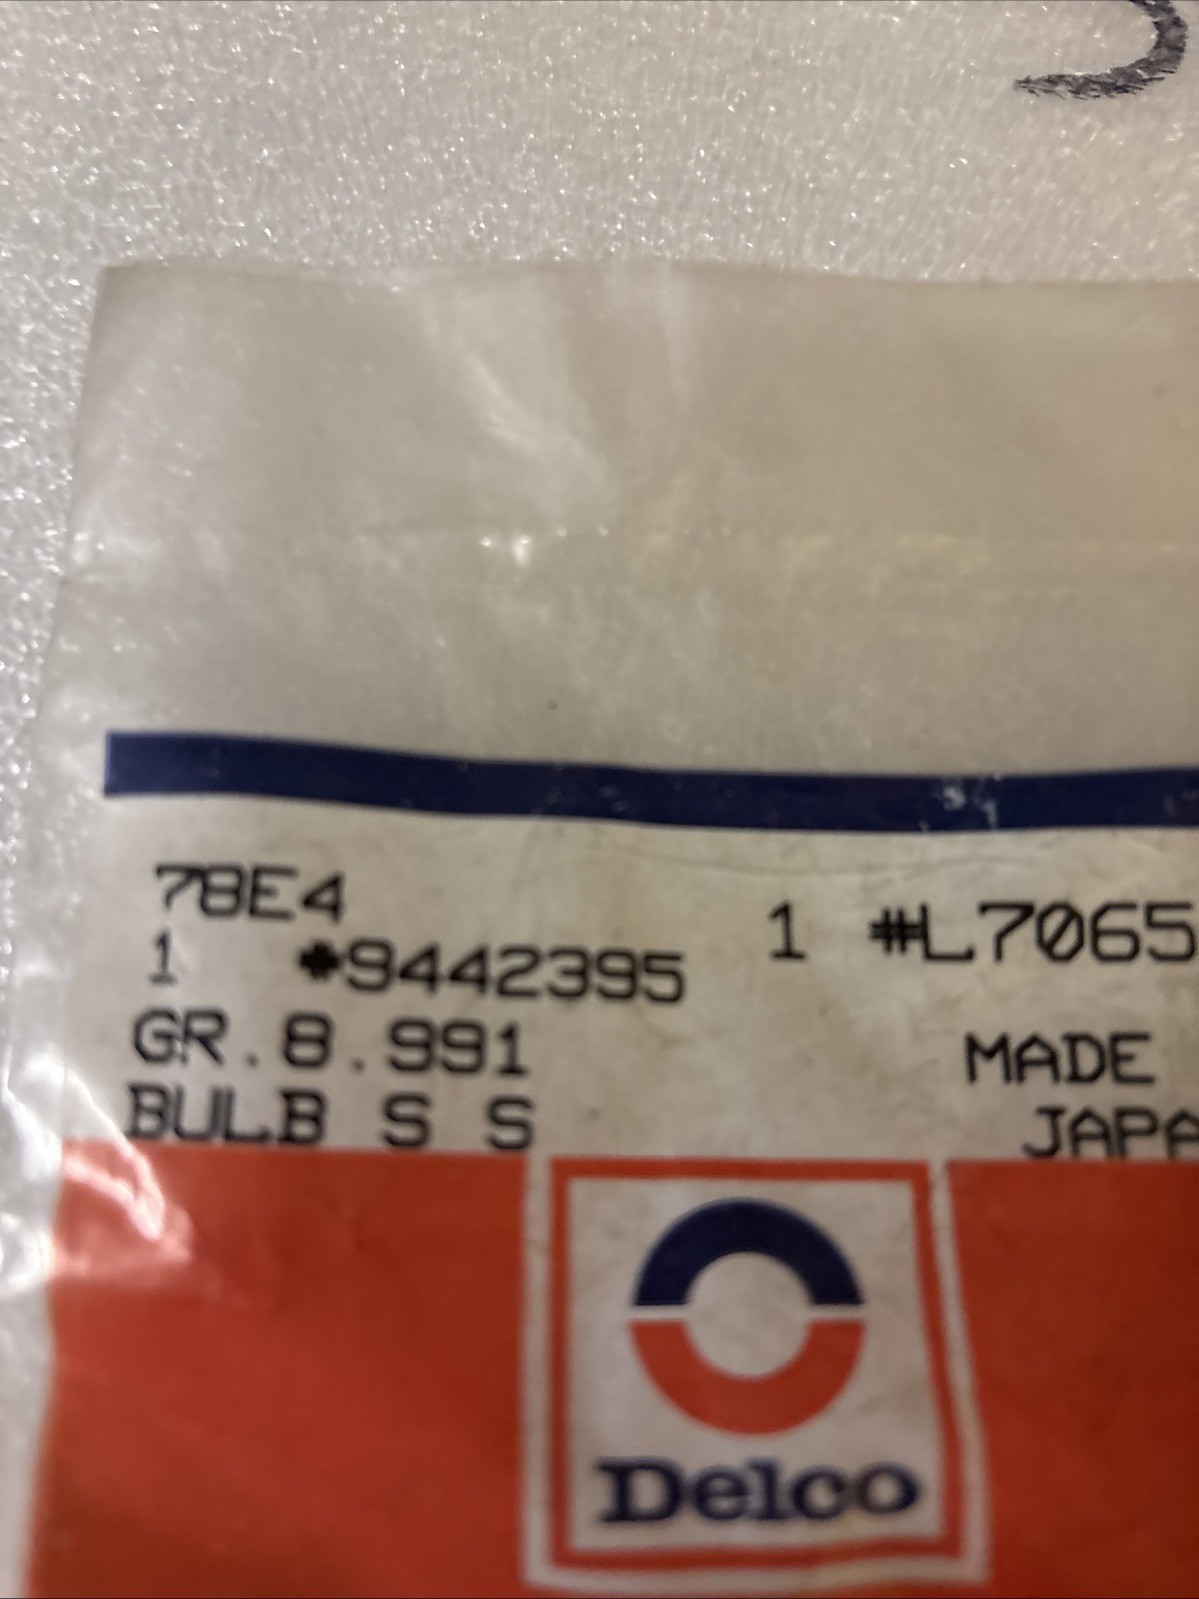 78E4
1 #9442395
GR.8.991
BULB S S
1 #L7065
MADE
JAPA
Delco